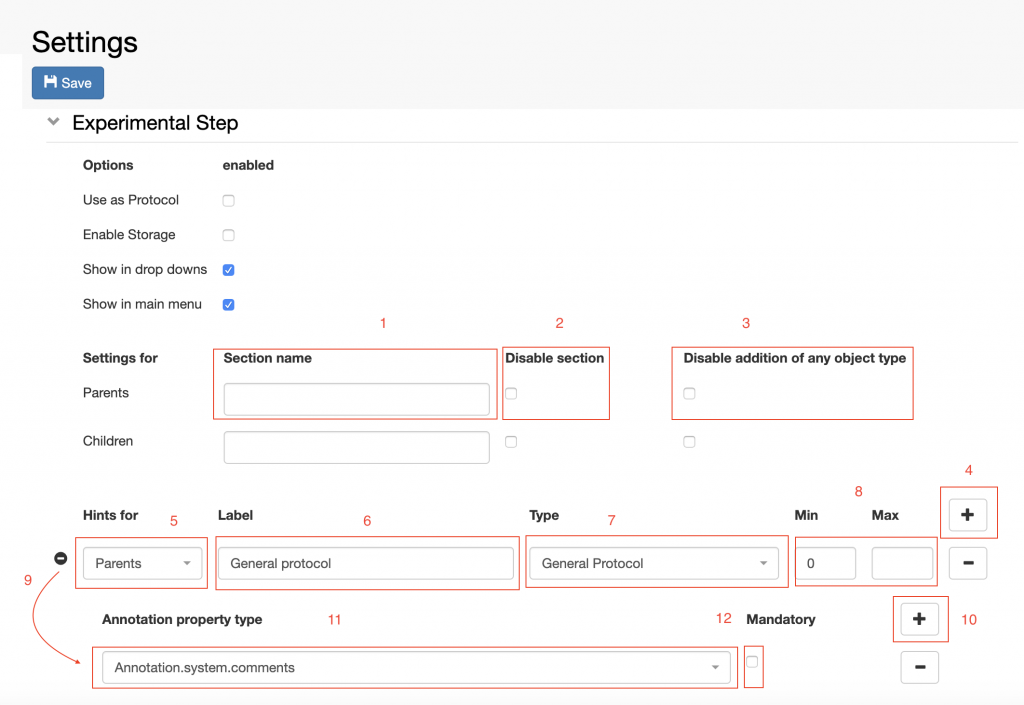 Settings
Save
Experimental Step
Options enabled
Use as Protocol
Enable Storage
Show in drop downs
Show in main menu
1 2 3
Settings for Section name Disable section Disable addition of any object type
Parents
Children
4
8
Hints for 5 Label 6 Type 7 Min Max +
Parents General protocol General Protocol 0 -
9
Annotation property type 11 12 Mandatory + 10
Annotation.system.comments -